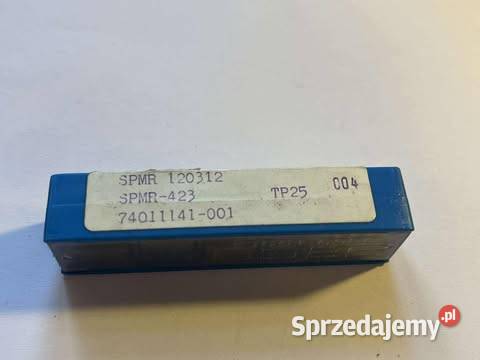 SPMR 120312
SPMR-423 TP25 004
74011141-001
Sprzedajemy.pl